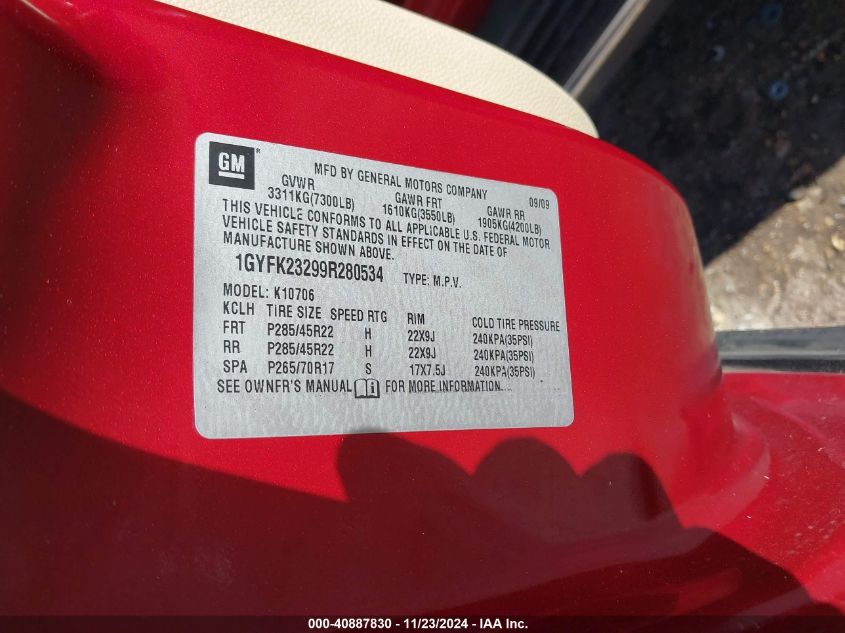 GM®
MFD BY GENERAL MOTORS COMPANY 09/09
GVWR GAWR FRT GAWR RR
3311KG(7300LB) 1610KG(3550LB) 1905KG(4200LB)
THIS VEHICLE CONFORMS TO ALL APPLICABLE U.S. FEDERAL MOTOR
VEHICLE SAFETY STANDARDS IN EFFECT ON THE DATE OF
MANUFACTURE SHOWN ABOVE.
1GYFK23299R280534 TYPE: M.P.V.
MODEL: K10706
KCLH TIRE SIZE SPEED RTG RIM COLD TIRE PRESSURE
FRT P285/45R22 H 22X9J 240KPA(35PSI)
RR P285/45R22 H 22X9J 240KPA(35PSI)
SPA P265/70R17 S 17X7.5J 240KPA(35PSI)
SEE OWNER'S MANUAL FOR MORE INFORMATION.
000-40887830 - 11/23/2024 - IAA Inc.